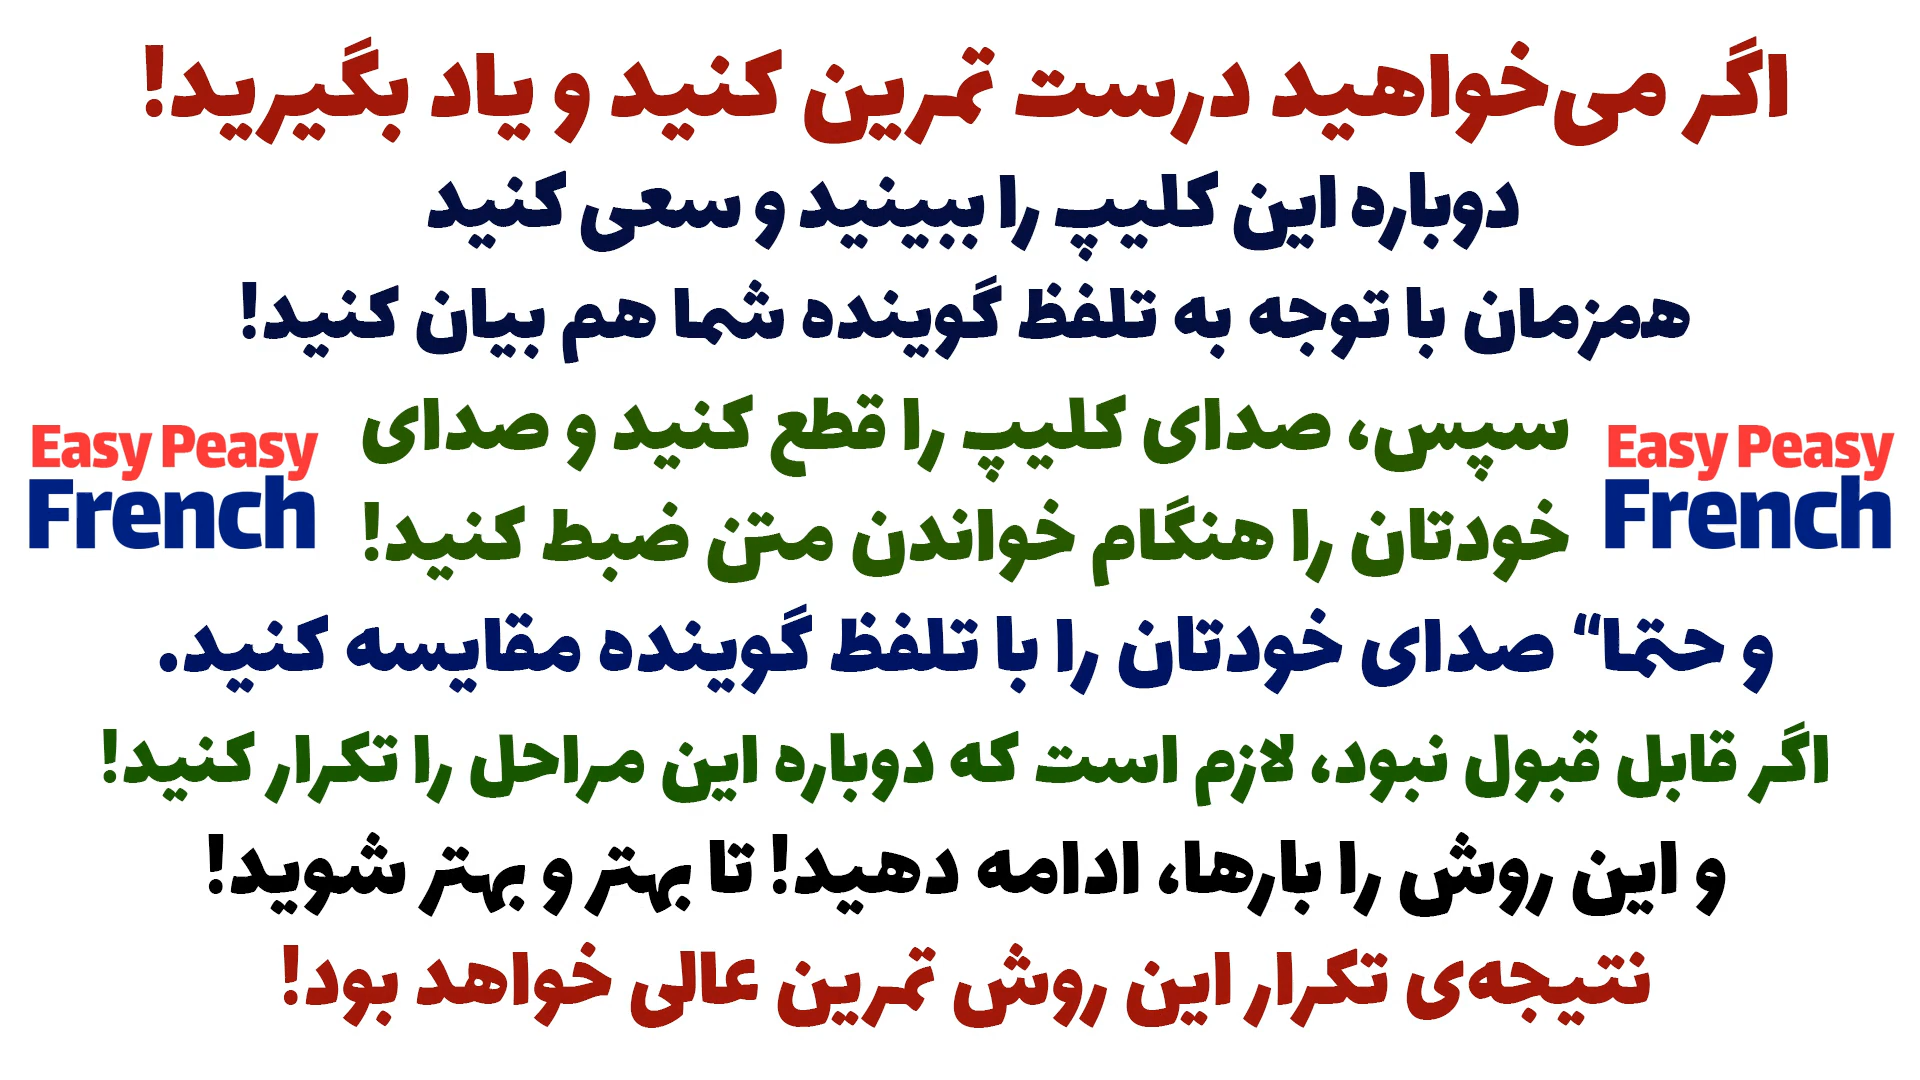 اگر می‌خواهید درست تمرین کنید و یاد بگیرید!
دوباره این کلیپ را ببینید و سعی کنید
همزمان با توجه به تلفظ گوینده شما هم بیان کنید!
سپس، صدای کلیپ را قطع کنید و صدای
خودتان را هنگام خواندن متن ضبط کنید!
Easy Peasy
French
Easy Peasy
French
و حتما“ صدای خودتان را با تلفظ گوینده مقایسه کنید.
اگر قابل قبول نبود، لازم است که دوباره این مراحل را تکرار کنید!
و این روش را بارها، ادامه دهید! تا بهتر و بهتر شوید!
نتیجه‌ی تکرار این روش تمرین عالی خواهد بود!